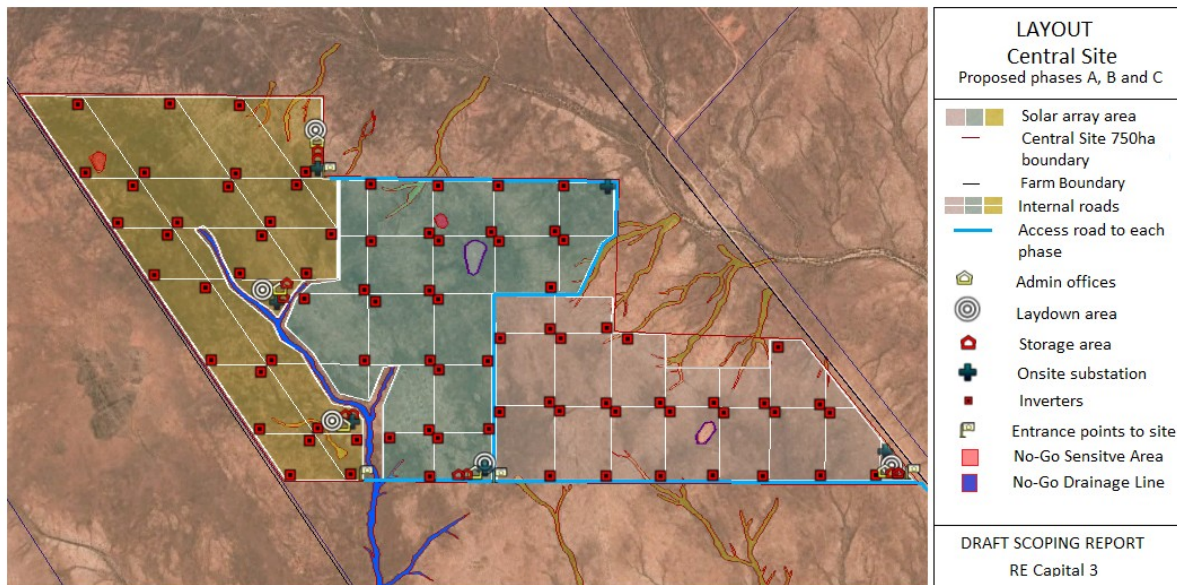 LAYOUT
Central Site
Proposed phases A, B and C
Solar array area
Central Site 750ha
boundary
Farm Boundary
Internal roads
Access road to each
phase
Admin offices
Laydown area
Storage area
Onsite substation
Inverters
Entrance points to site
No-Go Sensitve Area
No-Go Drainage Line
DRAFT SCOPING REPORT
RE Capital 3